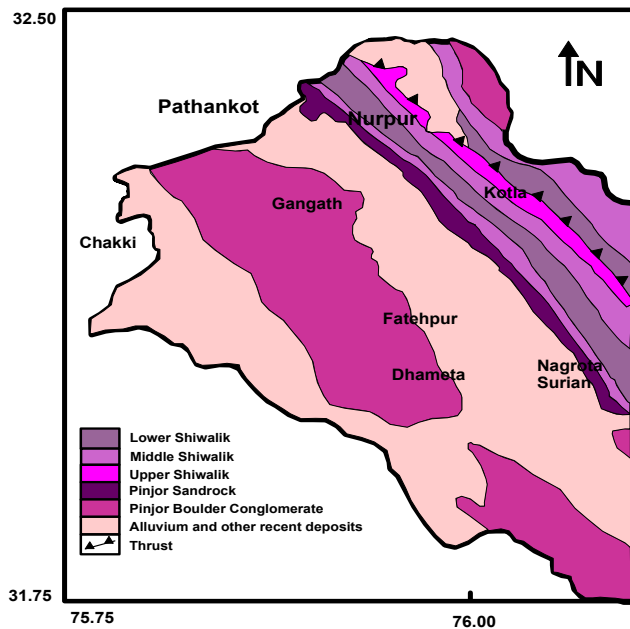 32.50
N
Pathankot
Nurpur
Kotla
Gangath
Chakki
Fatehpur
Dhameta
Nagrota
Surian
Lower Shiwalik
Middle Shiwalik
Upper Shiwalik
Pinjor Sandrock
Pinjor Boulder Conglomerate
Alluvium and other recent deposits
Thrust
31.75
75.75
76.00